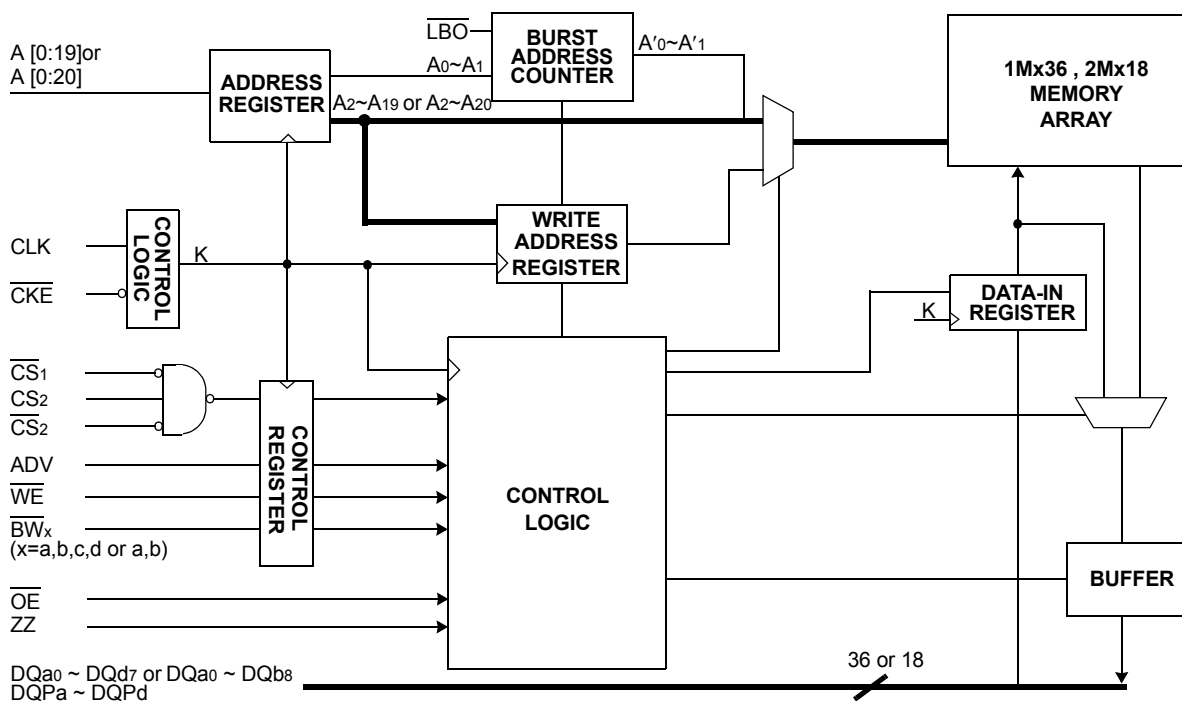 A [0:19]or
A [0:20]
ADDRESS
REGISTER
LBO
A0~A1
BURST
ADDRESS
COUNTER
A′0~A′1
A2~A19 or A2~A20
1Mx36 , 2Mx18
MEMORY
ARRAY
CLK
CKE
CONTROL
LOGIC
K
WRITE
ADDRESS
REGISTER
K
DATA-IN
REGISTER
CS1
CS2
CS2
ADV
WE
BWx
(x=a,b,c,d or a,b)
CONTROL
REGISTER
CONTROL
LOGIC
OE
ZZ
BUFFER
DQa0 ~ DQd7 or DQa0 ~ DQb8
DQPa ~ DQPd
36 or 18